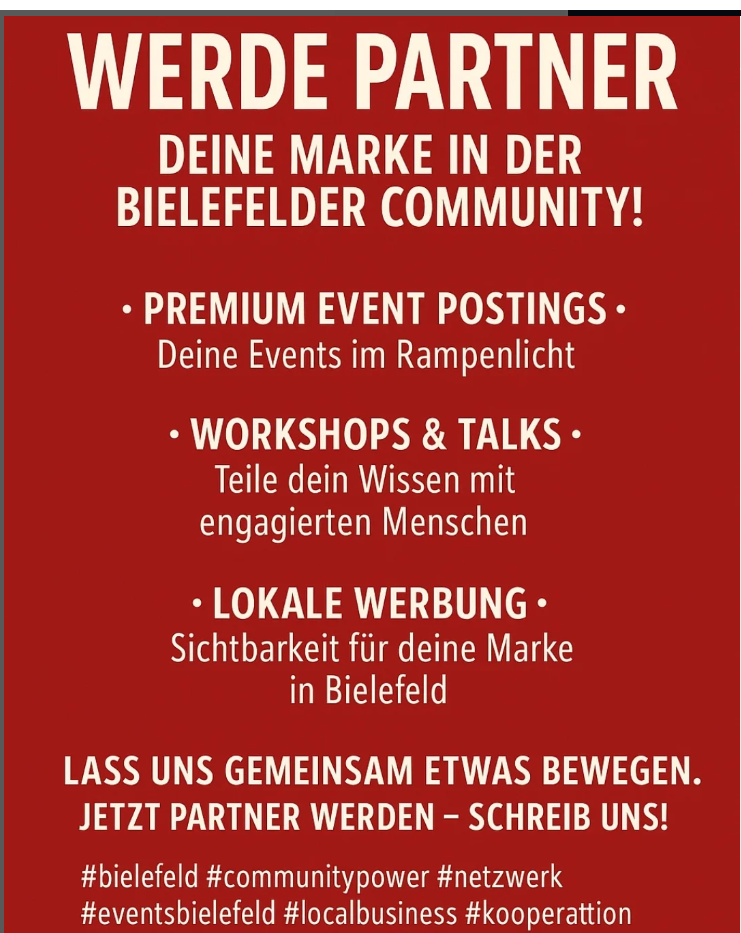 WERDE PARTNER
DEINE MARKE IN DER
BIELEFELDER COMMUNITY!
· PREMIUM EVENT POSTINGS ·
Deine Events im Rampenlicht
· WORKSHOPS & TALKS ·
Teile dein Wissen mit
engagierten Menschen
· LOKALE WERBUNG ·
Sichtbarkeit für deine Marke
in Bielefeld
LASS UNS GEMEINSAM ETWAS BEWEGEN.
JETZT PARTNER WERDEN – SCHREIB UNS!
#bielefeld #communitypower #netzwerk
#eventsbielefeld #localbusiness #kooperattion